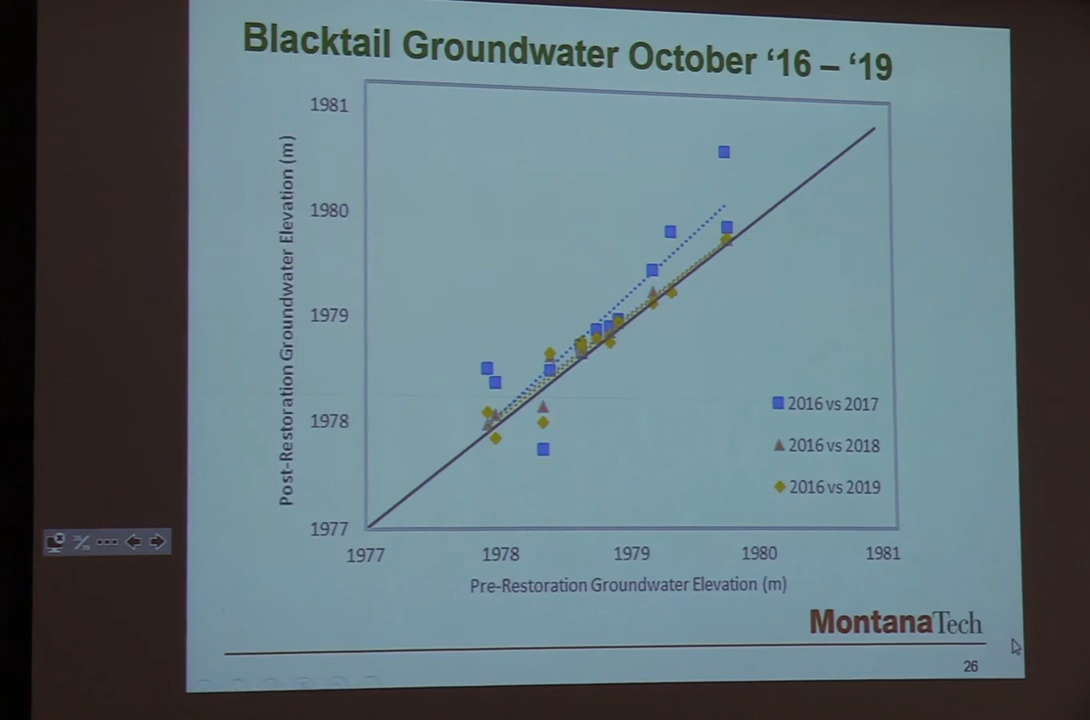 Blacktail Groundwater October ‘16 – ‘19
Post-Restoration Groundwater Elevation (m)
1981
1980
1979
1978
1977
1977 1978 1979 1980 1981
Pre-Restoration Groundwater Elevation (m)
2016 vs 2017
2016 vs 2018
2016 vs 2019
MontanaTech
26